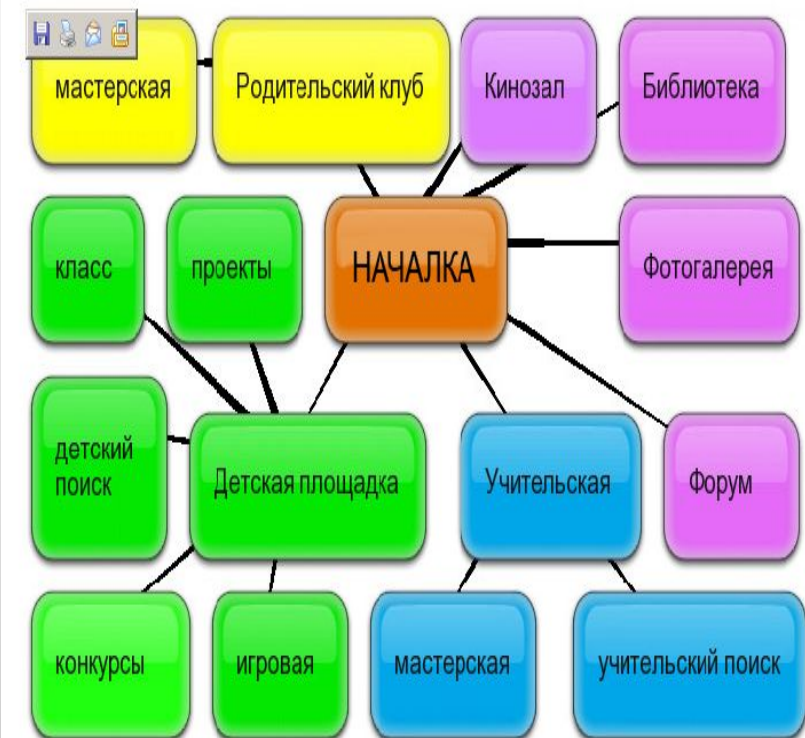 мастерская
Родительский клуб
Кинозал
Библиотека
класс
проекты
НАЧАЛКА
Фотогалерея
детский
поиск
Детская площадка
Учительская
Форум
конкурсы
игровая
мастерская
учительский поиск